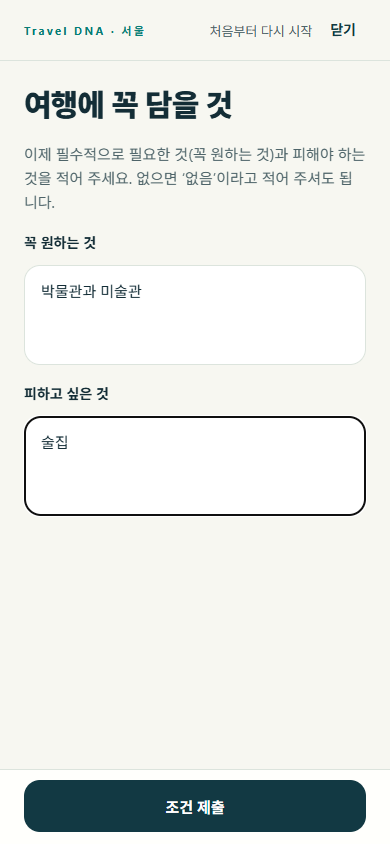 Travel DNA · 서울
처음부터 다시 시작
닫기
여행에 꼭 담을 것
이제 필수적으로 필요한 것(꼭 원하는 것)과 피해야 하는
것을 적어 주세요. 없으면 '없음'이라고 적어 주셔도 됩
니다.
꼭 원하는 것
박물관과 미술관
피하고 싶은 것
술집
조건 제출